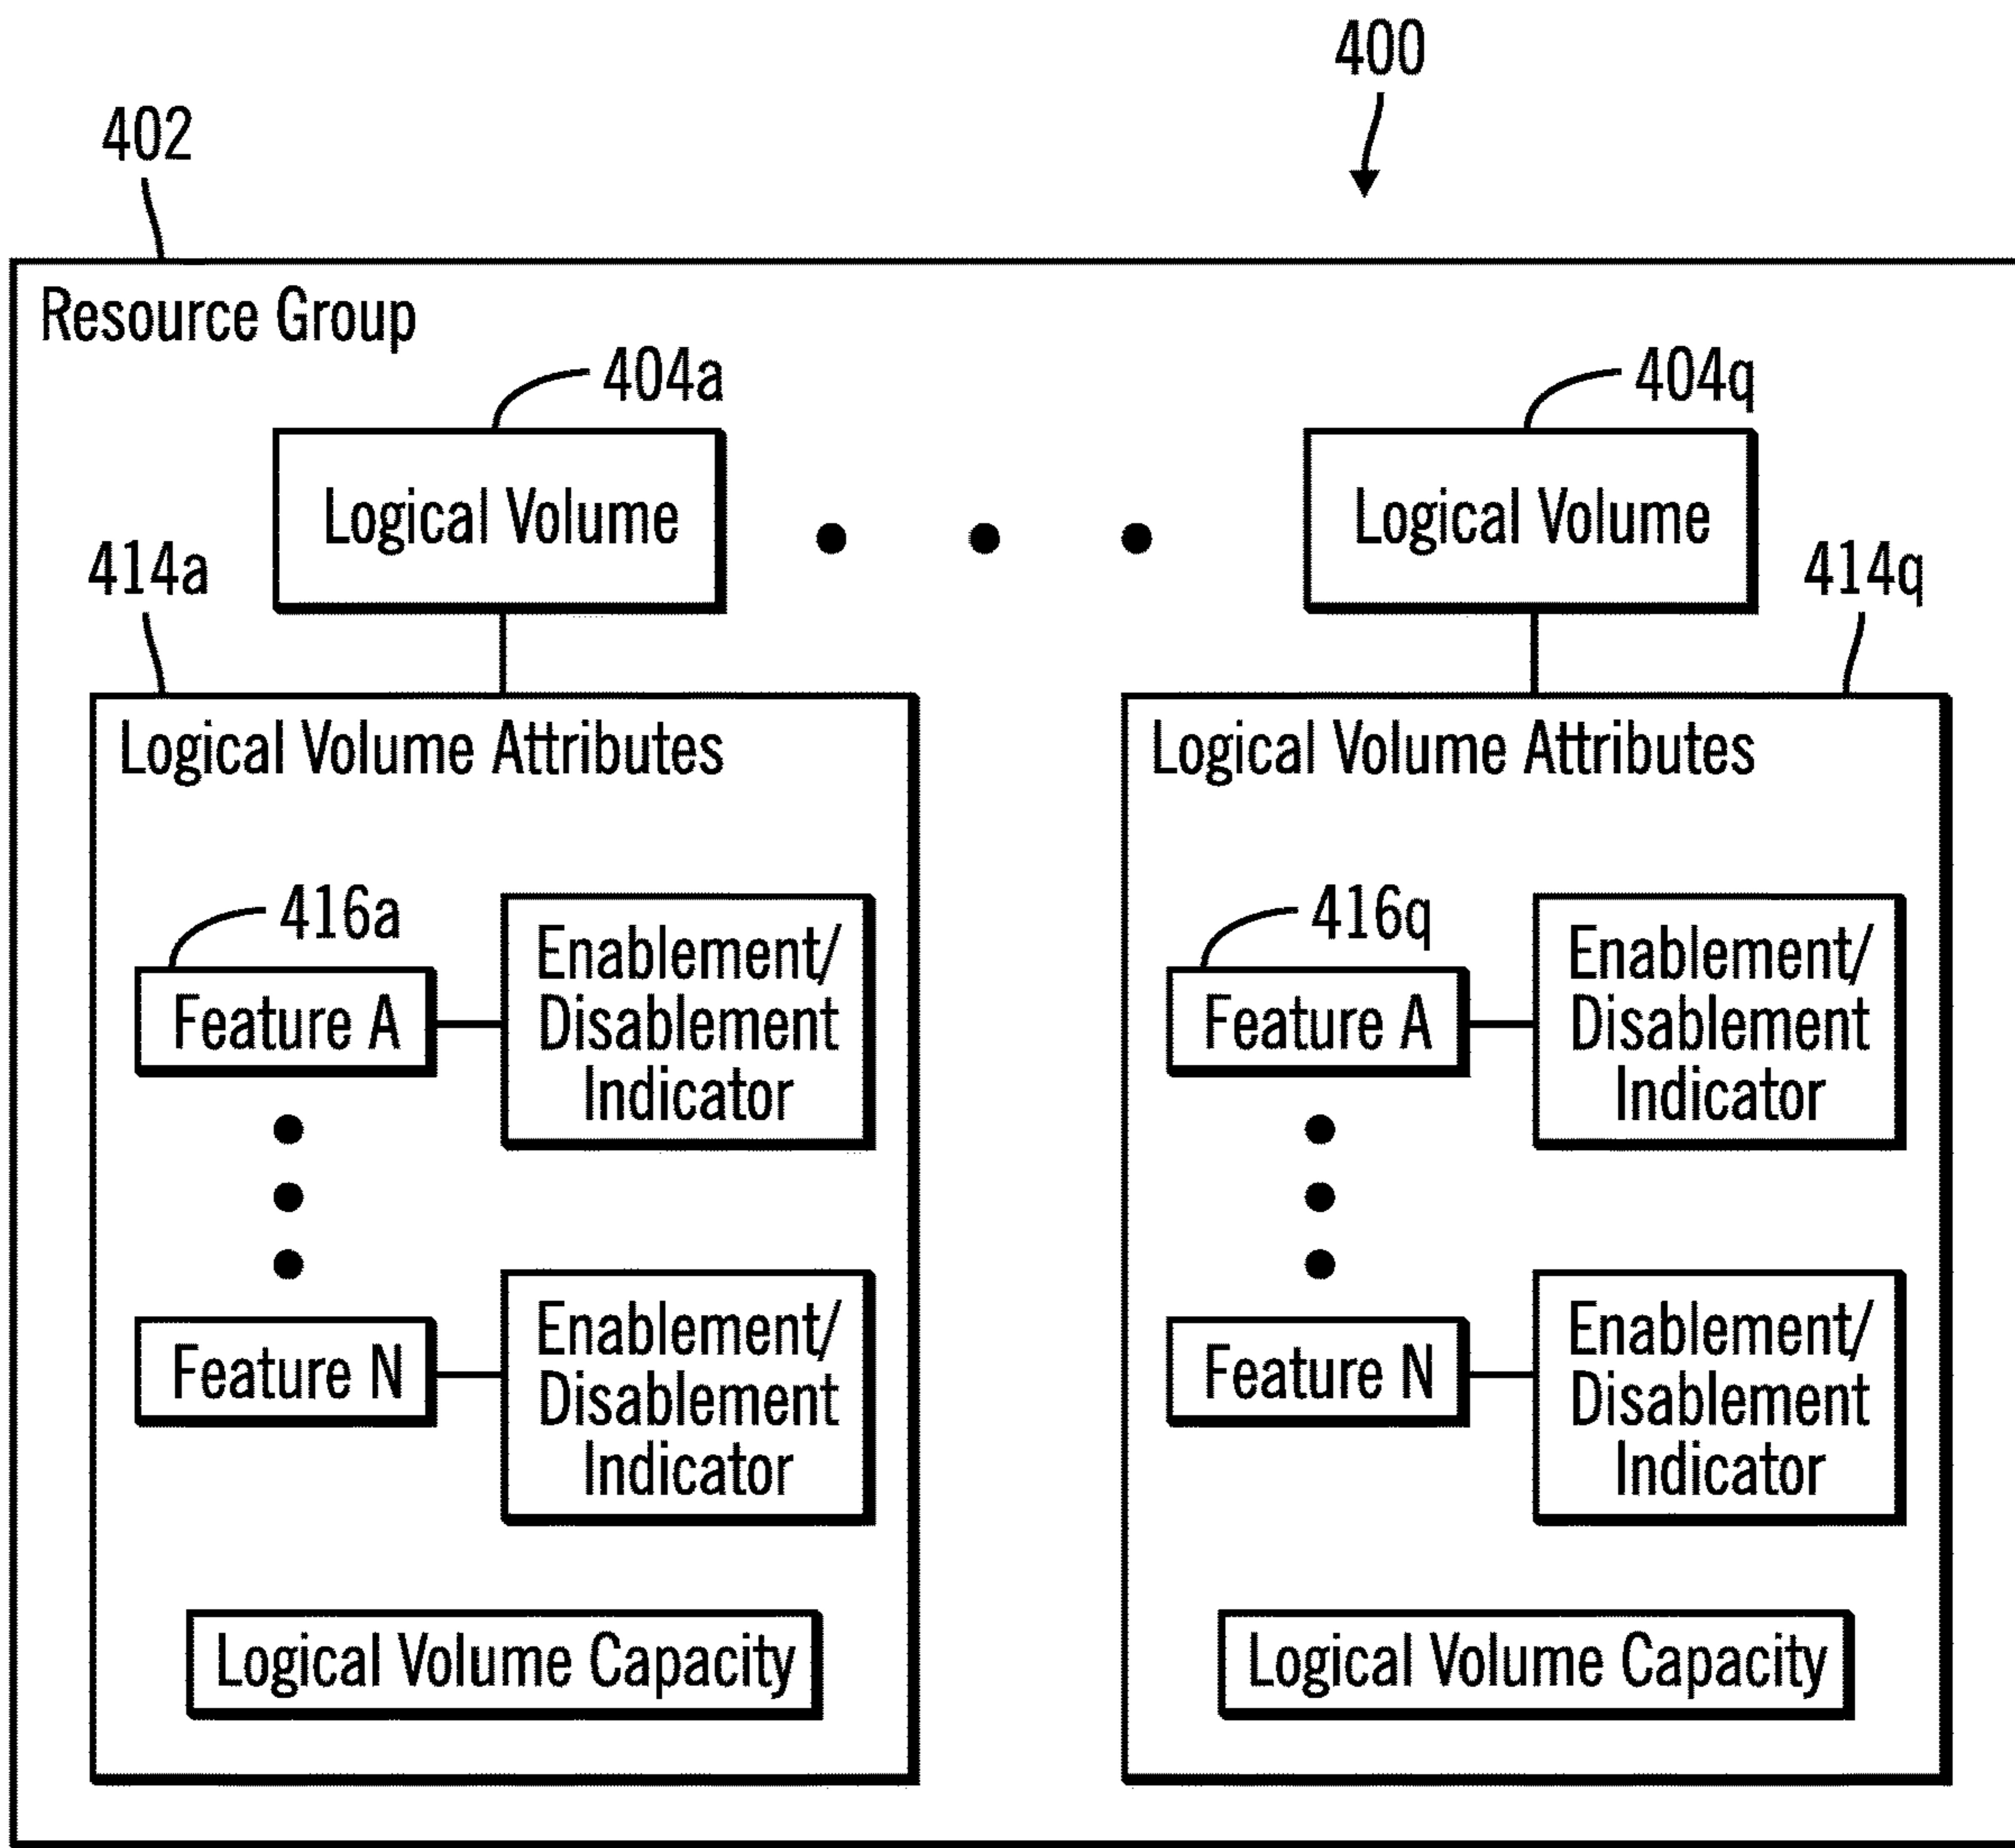 400
402
Resource Group
404a
404q
Logical Volume
Logical Volume
414a
414q
Logical Volume Attributes
Logical Volume Attributes
416a
Feature A
Enablement/
Disablement
Indicator
Feature N
Enablement/
Disablement
Indicator
Logical Volume Capacity
416q
Feature A
Enablement/
Disablement
Indicator
Feature N
Enablement/
Disablement
Indicator
Logical Volume Capacity